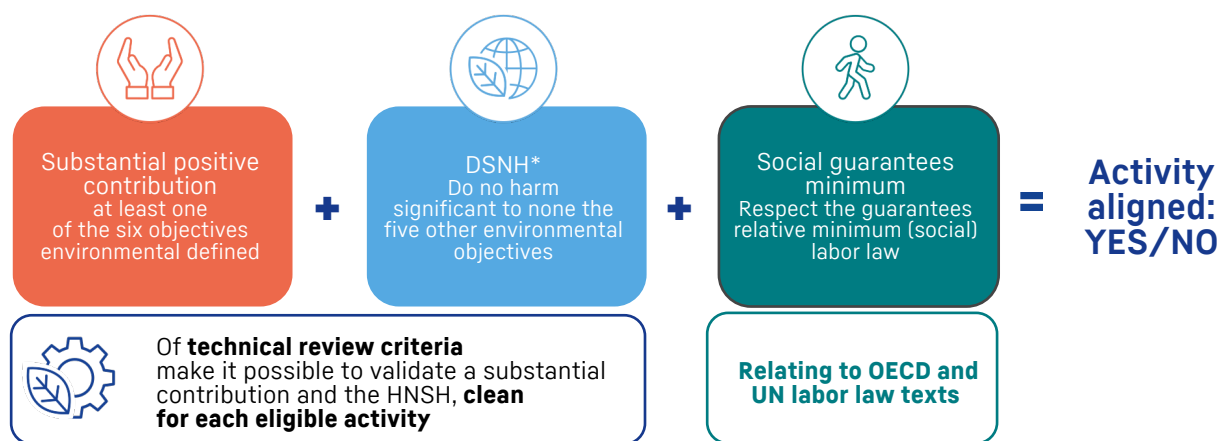 Substantial positive
contribution
at least one
of the six objectives
environmental defined
+
DSNH*
Do no harm
significant to none the
five other environmental
objectives
+
Social guarantees
minimum
Respect the guarantees
relative minimum (social)
labor law
=
Activity
aligned:
YES/NO
Of technical review criteria
make it possible to validate a substantial
contribution and the HNSH, clean
for each eligible activity
Relating to OECD and
UN labor law texts